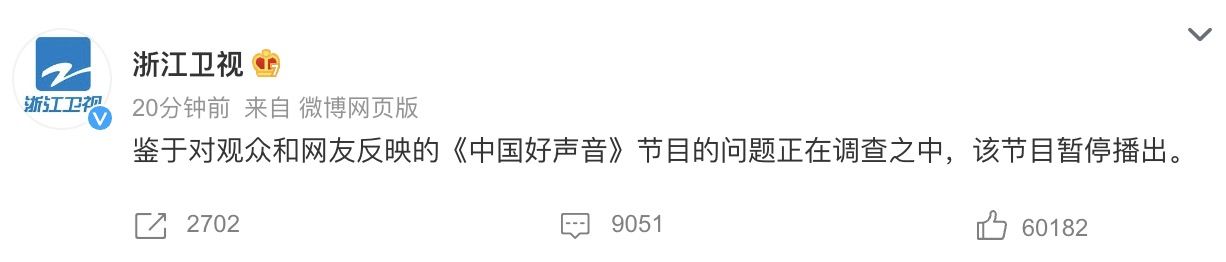 浙江卫视
浙江卫视
20分钟前 来自 微博网页版
鉴于对观众和网友反映的《中国好声音》节目的问题正在调查之中，该节目暂停播出。
2702 9051 60182